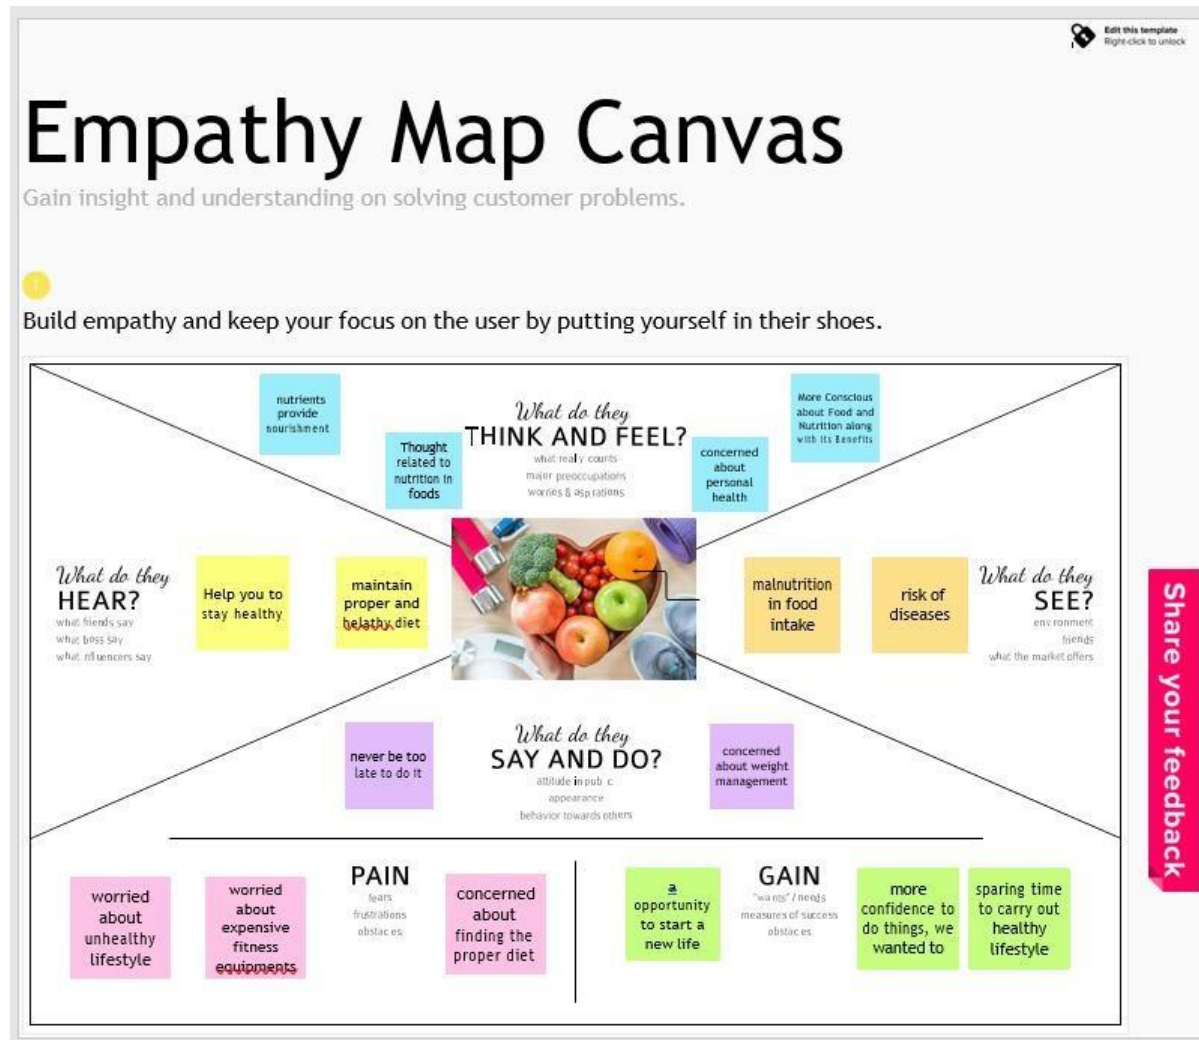 Edit this template
Right-click to unlock
Empathy Map Canvas
Gain insight and understanding on solving customer problems.
1
Build empathy and keep your focus on the user by putting yourself in their shoes.
nutrients
provide
nourishment
Thought
related to
nutrition in
foods
What do they
THINK AND FEEL?
what really counts
major preoccupations
worries & aspirations
concerned
about
personal
health
More Conscious
about Food and
Nutrition along
with Its Benefits
What do they
HEAR?
what friends say
what boss say
what influencers say
Help you to
stay healthy
maintain
proper and
helathy diet
malnutrition
in food
intake
risk of
diseases
What do they
SEE?
environment
friends
what the market offers
never be too
late to do it
What do they
SAY AND DO?
attitude in public
appearance
behavior towards others
concerned
about weight
management
worried
about
unhealthy
lifestyle
worried
about
expensive
fitness
equipments
PAIN
fears
frustrations
obstacles
concerned
about
finding the
proper diet
a
opportunity
to start a
new life
GAIN
"wants" / needs
measures of success
obstacles
more
confidence to
do things, we
wanted to
sparing time
to carry out
healthy
lifestyle
Share your feedback